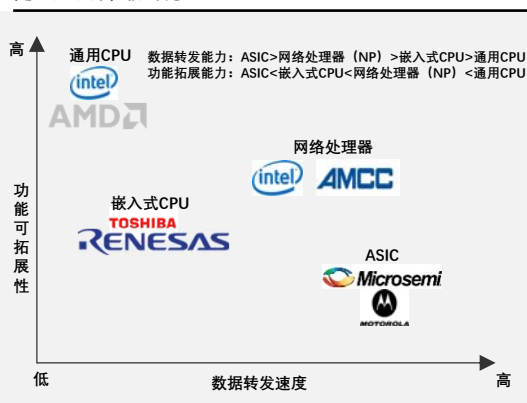 高
通用CPU
数据转发能力：ASIC>网络处理器（NP）>嵌入式CPU>通用CPU
功能拓展能力：ASIC<嵌入式CPU<网络处理器（NP）<通用CPU
intel
AMD
网络处理器
intel AMCC
嵌入式CPU
TOSHIBA
RENESAS
功能可拓展性
ASIC
Microsemi
MOTOROLA
低
数据转发速度
高